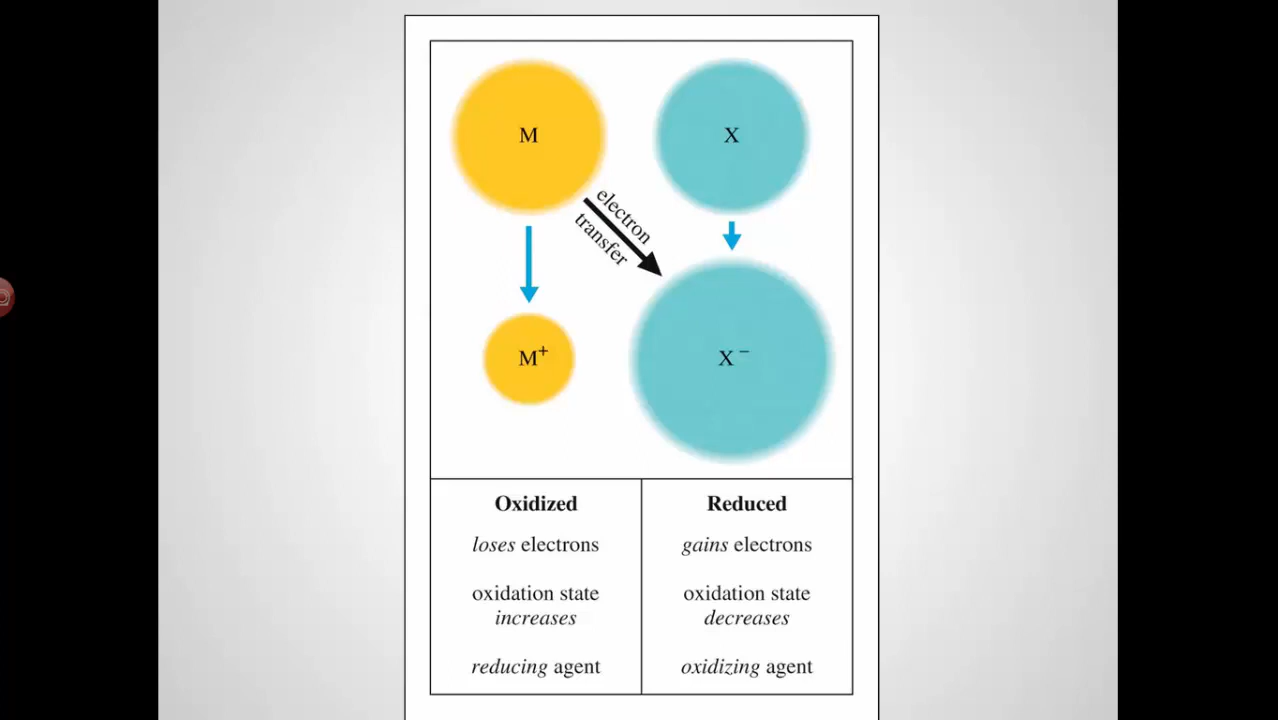 M
X
electron
transfer
M⁺
X⁻
Oxidized
loses electrons
oxidation state
increases
reducing agent
Reduced
gains electrons
oxidation state
decreases
oxidizing agent